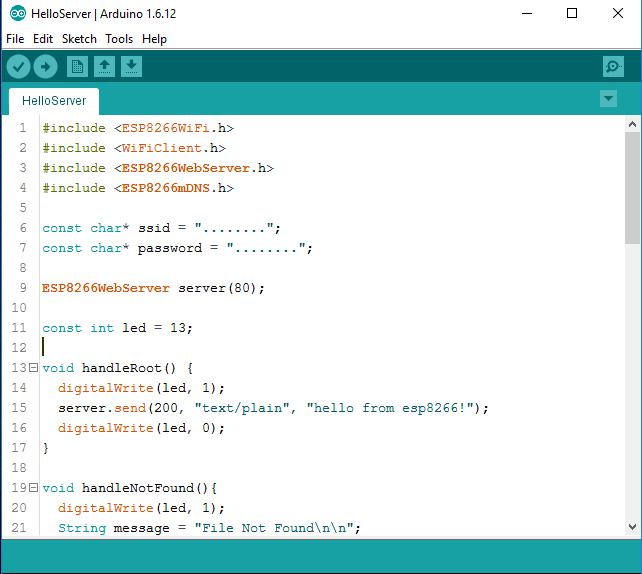 HelloServer | Arduino 1.6.12
File Edit Sketch Tools Help
HelloServer
1 #include <ESP8266WiFi.h>
2 #include <WiFiClient.h>
3 #include <ESP8266WebServer.h>
4 #include <ESP8266mDNS.h>
5
6 const char* ssid = "........";
7 const char* password = "........";
8
9 ESP8266WebServer server(80);
10
11 const int led = 13;
12
13 void handleRoot() {
14   digitalWrite(led, 1);
15   server.send(200, "text/plain", "hello from esp8266!");
16   digitalWrite(led, 0);
17 }
18
19 void handleNotFound(){
20   digitalWrite(led, 1);
21   String message = "File Not Found\n\n";